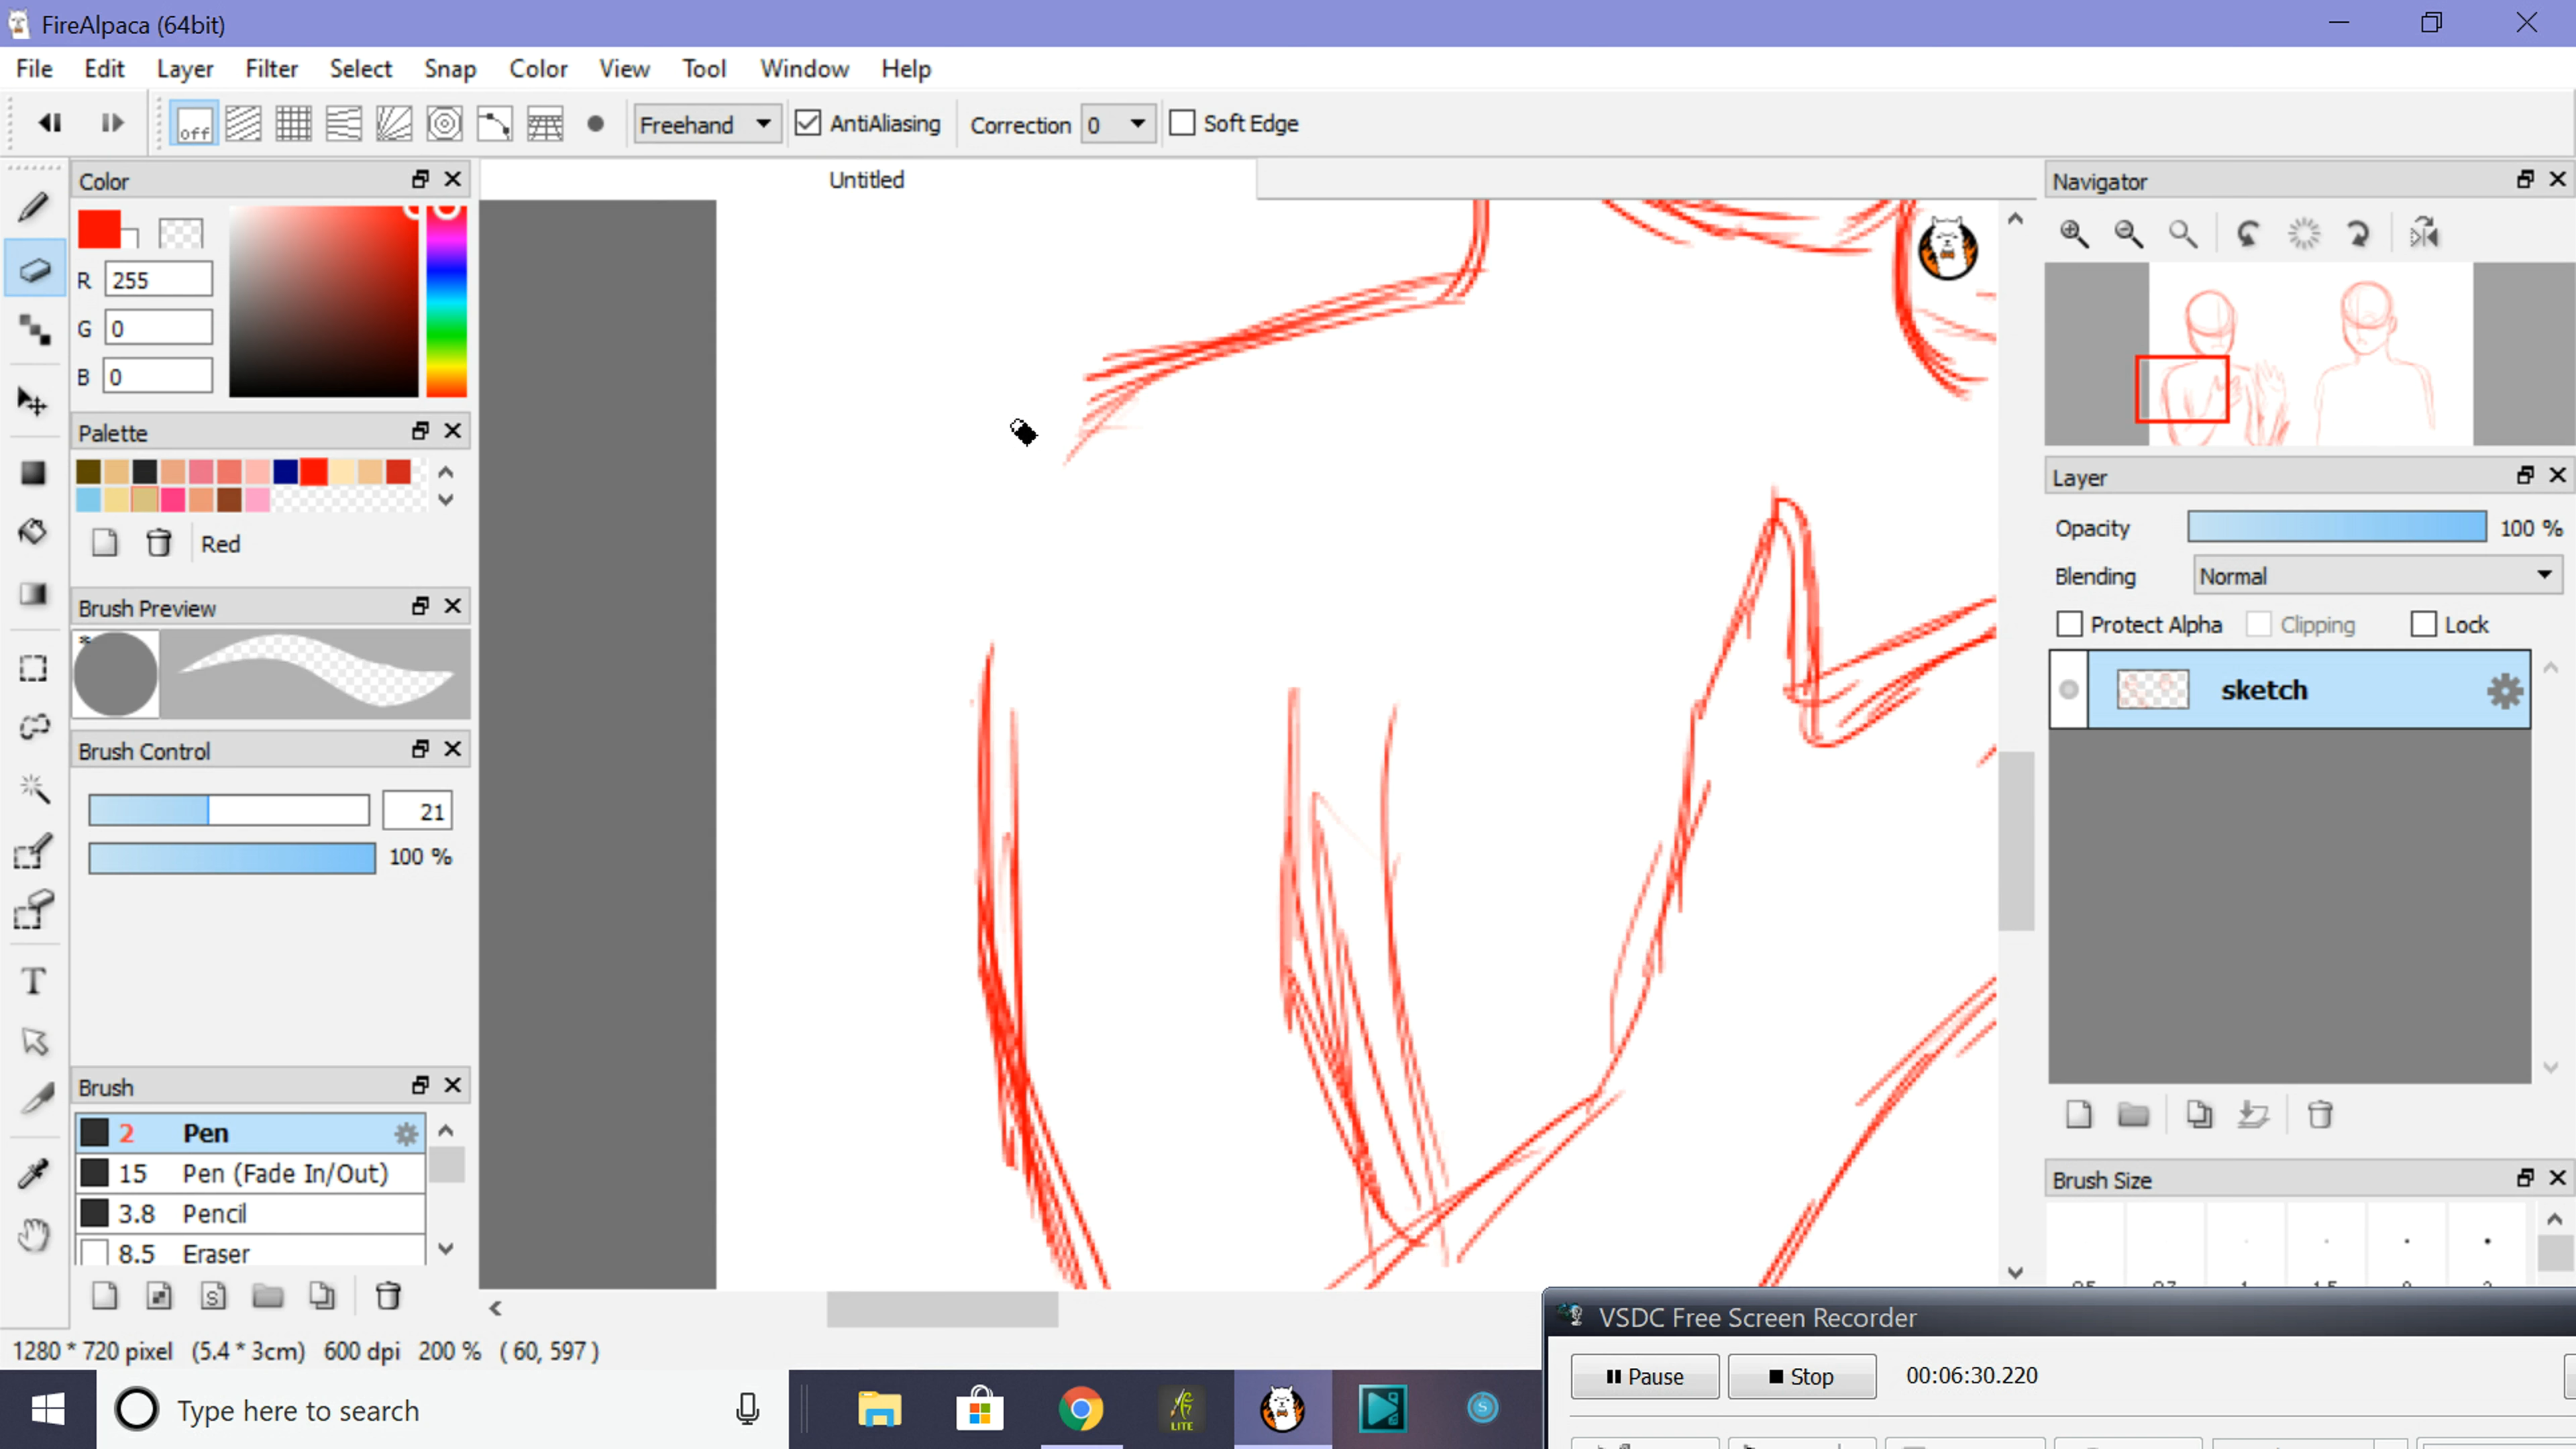 FireAlpaca (64bit)
File Edit Layer Filter Select Snap Color View Tool Window Help
off Freehand AntiAliasing Correction 0 Soft Edge
Color
R 255
G 0
B 0
Palette
Red
Brush Preview
*
Brush Control
21
100 %
Brush
2 Pen
15 Pen (Fade In/Out)
3.8 Pencil
8.5 Eraser
Untitled
Navigator
Layer
Opacity 100 %
Blending Normal
Protect Alpha Clipping Lock
sketch
Brush Size
1280 * 720 pixel (5.4 * 3cm) 600 dpi 200 % ( 60, 597 )
VSDC Free Screen Recorder
Pause Stop 00:06:30.220
Type here to search
LITE
S